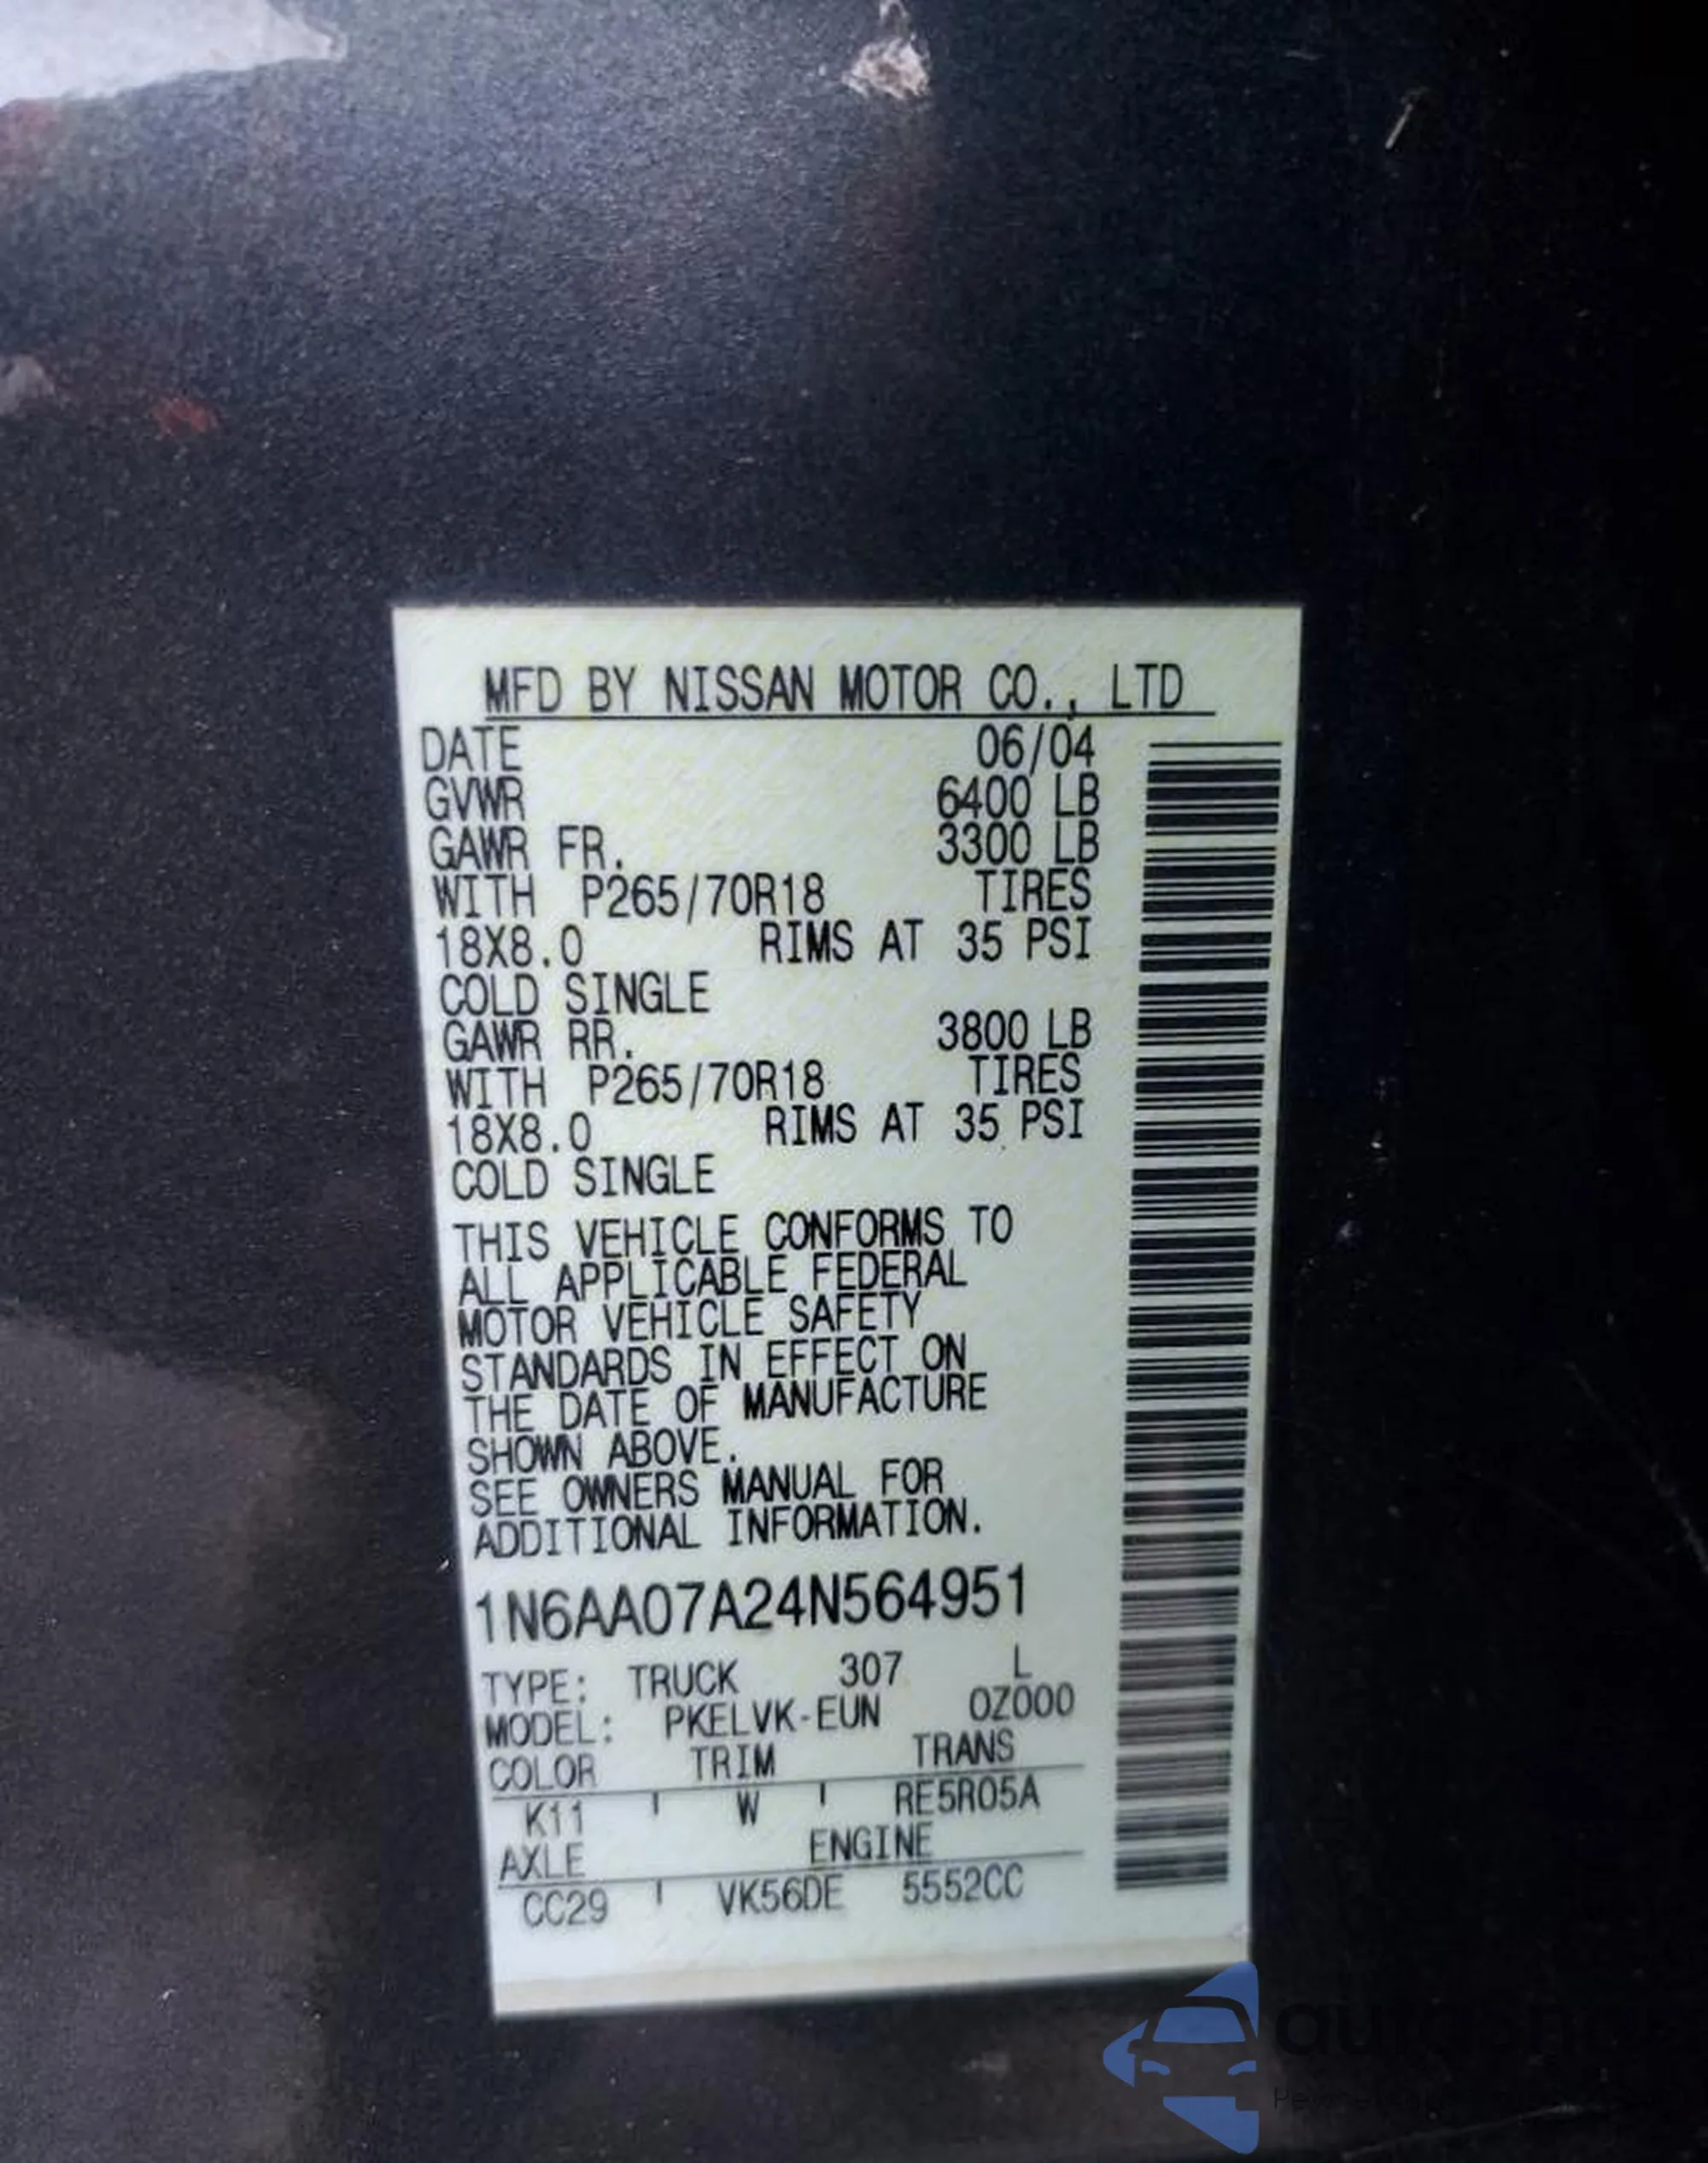 MFD BY NISSAN MOTOR CO., LTD
DATE 06/04
GVWR 6400 LB
GAWR FR. 3300 LB
WITH P265/70R18 TIRES
18X8.0 RIMS AT 35 PSI
COLD SINGLE
GAWR RR. 3800 LB
WITH P265/70R18 TIRES
18X8.0 RIMS AT 35 PSI
COLD SINGLE
THIS VEHICLE CONFORMS TO
ALL APPLICABLE FEDERAL
MOTOR VEHICLE SAFETY
STANDARDS IN EFFECT ON
THE DATE OF MANUFACTURE
SHOWN ABOVE.
SEE OWNERS MANUAL FOR
ADDITIONAL INFORMATION.
1N6AA07A24N564951
TYPE: TRUCK 307 L
MODEL: PKELVK-EUN 0Z000
COLOR TRIM TRANS
K11 W RE5R05A
AXLE ENGINE
CC29 VK56DE 5552CC